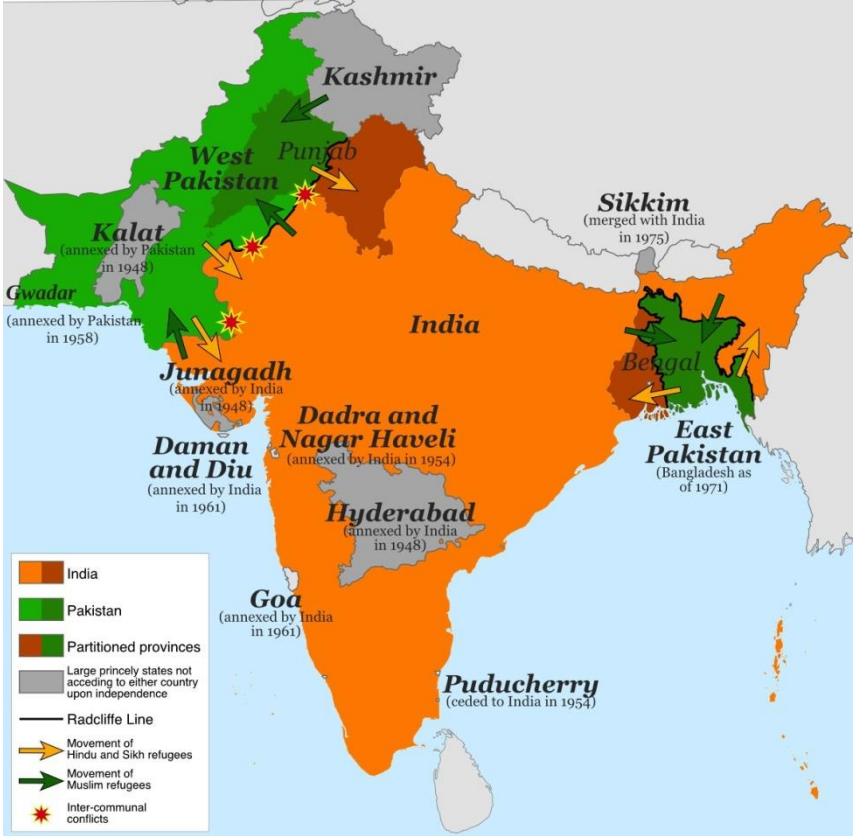 Kashmir
Punjab
West
Pakistan
Sikkim
(merged with India
in 1975)
Kalat
(annexed by Pakistan
in 1948)
Gwadar
(annexed by Pakistan
in 1958)
India
Bengal
Junagadh
(annexed by India
in 1948)
Dadra and
Nagar Haveli
(annexed by India in 1954)
East
Pakistan
(Bangladesh as
of 1971)
Daman
and Diu
(annexed by India
in 1961)
Hyderabad
(annexed by India
in 1948)
Goa
(annexed by India
in 1961)
Puducherry
(ceded to India in 1954)
India
Pakistan
Partitioned provinces
Large princely states not
acceding to either country
upon independence
Radcliffe Line
Movement of
Hindu and Sikh refugees
Movement of
Muslim refugees
Inter-communal
conflicts